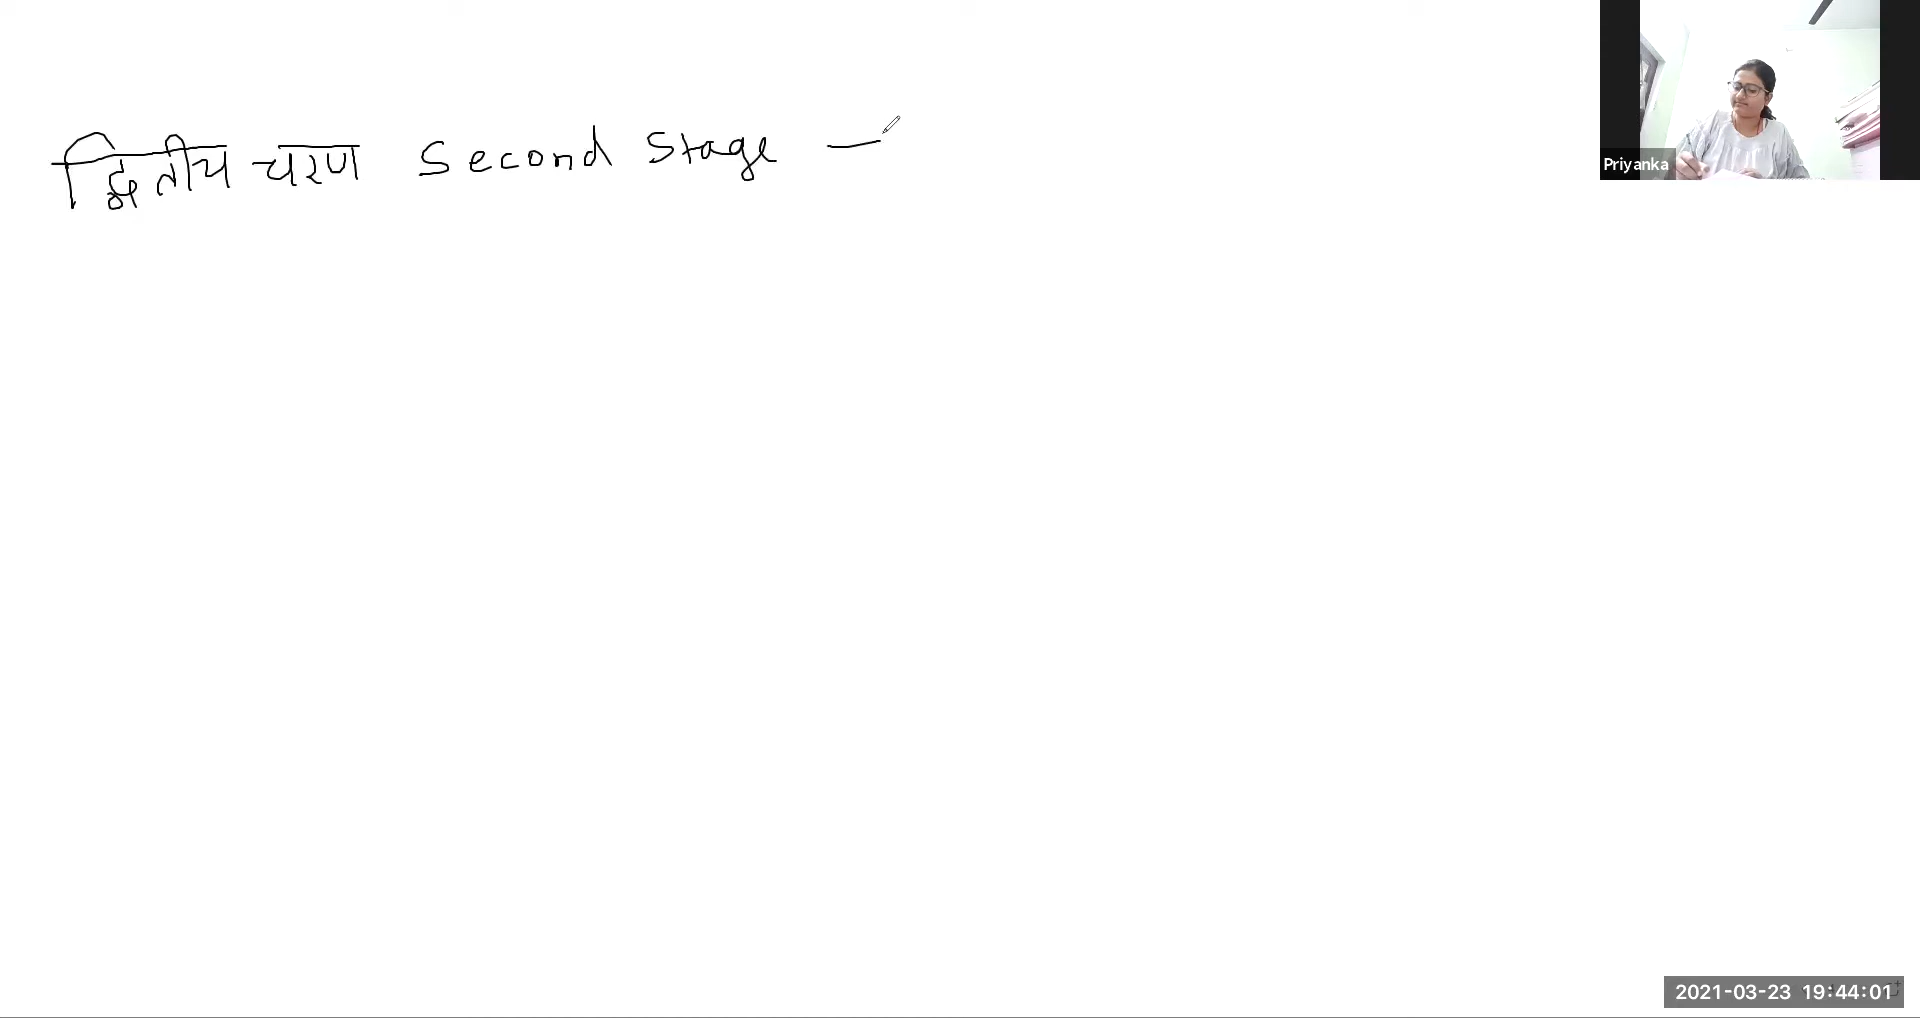 द्वितीय चरण Second Stage —
Priyanka
2021-03-23 19:44:01